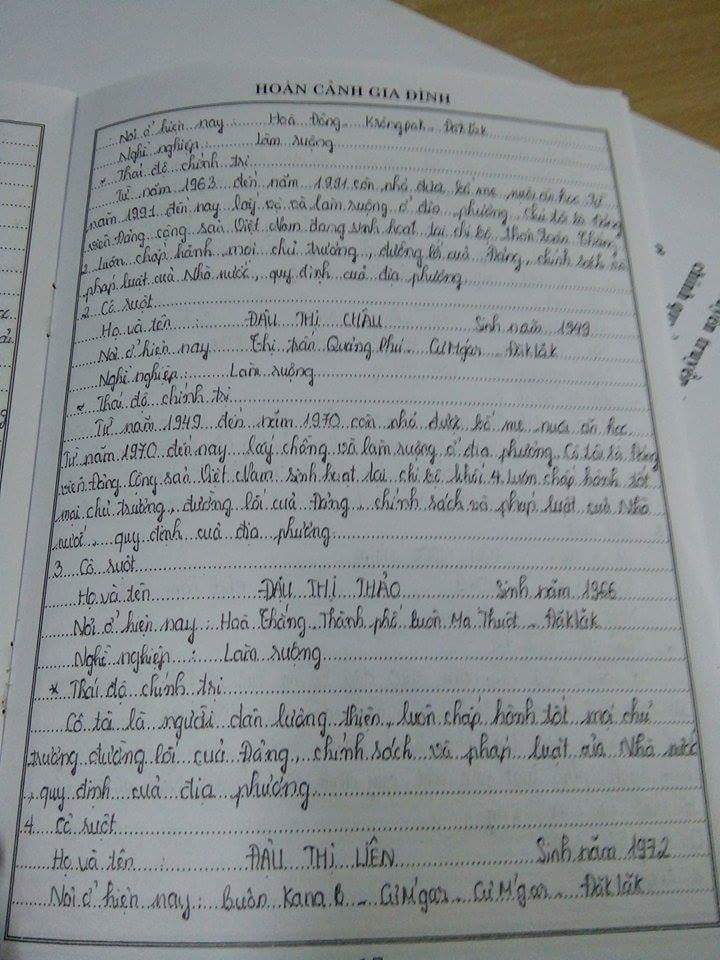 HOÀN CẢNH GIA ĐÌNH
Nơi ở hiện nay : Hoà Đông - Krôngpak - Đăklăk
Nghề nghiệp : Làm ruộng
* Thái độ chính trị
Từ năm 1963 đến năm 1991 còn nhỏ được bố mẹ nuôi ăn học. Từ
năm 1991 đến nay lấy vợ và làm ruộng ở địa phương. Chú tôi là Đảng
viên Đảng cộng sản Việt Nam đang sinh hoạt tại chi bộ thôn Toàn Thắng
2. Luôn chấp hành mọi chủ trương, đường lối của Đảng, chính sách và
pháp luật của Nhà nước, quy định của địa phương
2. Cô ruột
Họ và tên : ĐẬU THỊ CHÂU Sinh năm 1949
Nơi ở hiện nay : Thị trấn Quảng Phú - CưM'gar - Đăklăk
Nghề nghiệp : Làm ruộng
* Thái độ chính trị
Từ năm 1949 đến năm 1970 còn nhỏ được bố mẹ nuôi ăn học.
Từ năm 1970 đến nay lấy chồng và làm ruộng ở địa phương. Cô tôi là Đảng
viên Đảng Cộng sản Việt Nam sinh hoạt tại chi bộ khối 4. Luôn chấp hành tốt
mọi chủ trương, đường lối của Đảng, chính sách và pháp luật của Nhà
nước, quy định của địa phương
3. Cô ruột
Họ và tên ĐẬU THỊ THẢO Sinh năm 1966
Nơi ở hiện nay : Hoà Thắng - Thành phố Buôn Ma Thuột - Đăklăk
Nghề nghiệp : Làm ruộng
* Thái độ chính trị
Cô tôi là người dân lương thiện, luôn chấp hành tốt mọi chủ
trương đường lối của Đảng, chính sách và pháp luật của Nhà nước
, quy định của địa phương
4. Cô ruột
Họ và tên : ĐẬU THỊ LIÊN Sinh năm 1972
Nơi ở hiện nay : Buôn Kana B - CưM'gar - Cư M'gar - Đăklăk